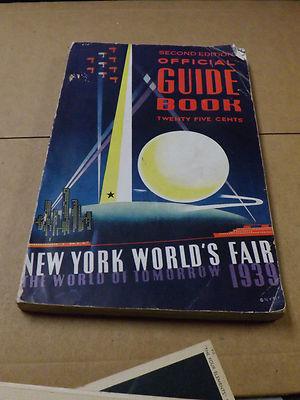 SECOND EDITION
OFFICIAL
GUIDE
BOOK
TWENTY FIVE CENTS
NEW YORK WORLD'S FAIR
THE WORLD OF TOMORROW 1939